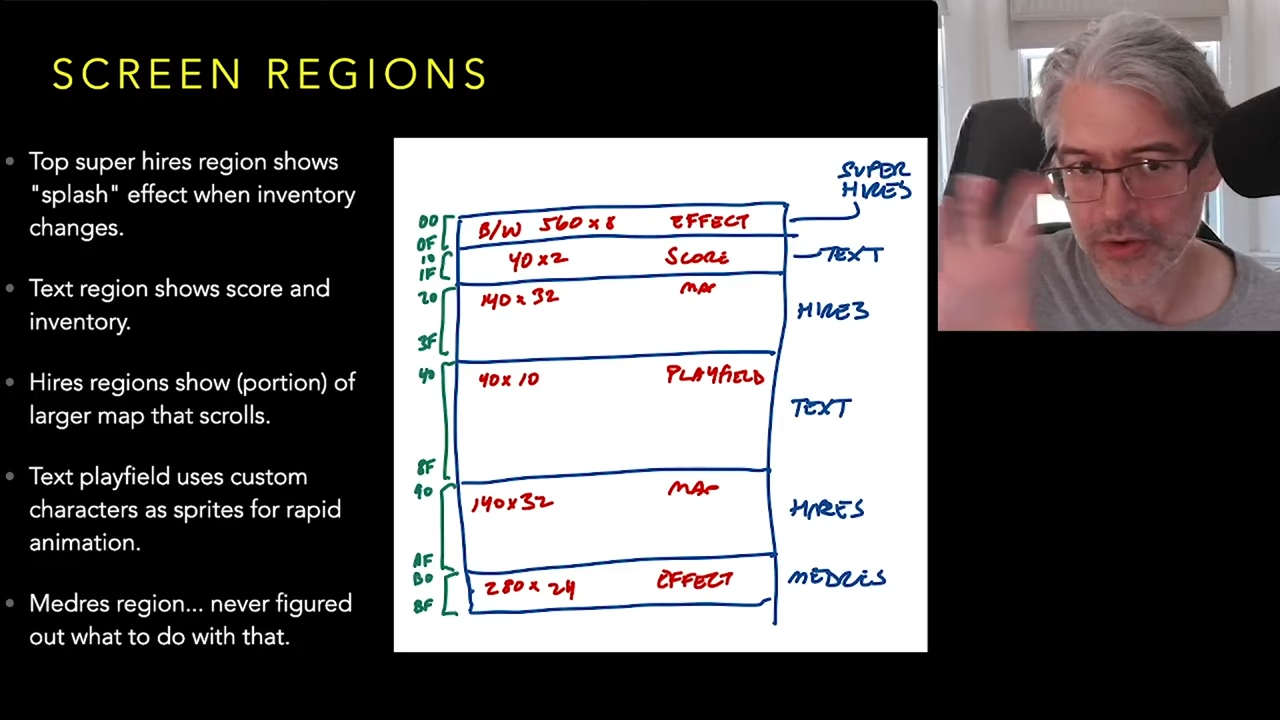 SCREEN REGIONS
• Top super hires region shows
"splash" effect when inventory
changes.
• Text region shows score and
inventory.
• Hires regions show (portion) of
larger map that scrolls.
• Text playfield uses custom
characters as sprites for rapid
animation.
• Medres region... never figured
out what to do with that.
SUPER
HIRES
00 B/W 560 x 8 EFFECT
0F
10 40 x 2 SCORE TEXT
1F
20 140 x 32 MAP HIRES
3F
40 40 x 10 PLAYFIELD
TEXT
8F
90 140 x 32 MAP HIRES
AF
B0 280 x 24 EFFECT MEDRES
BF